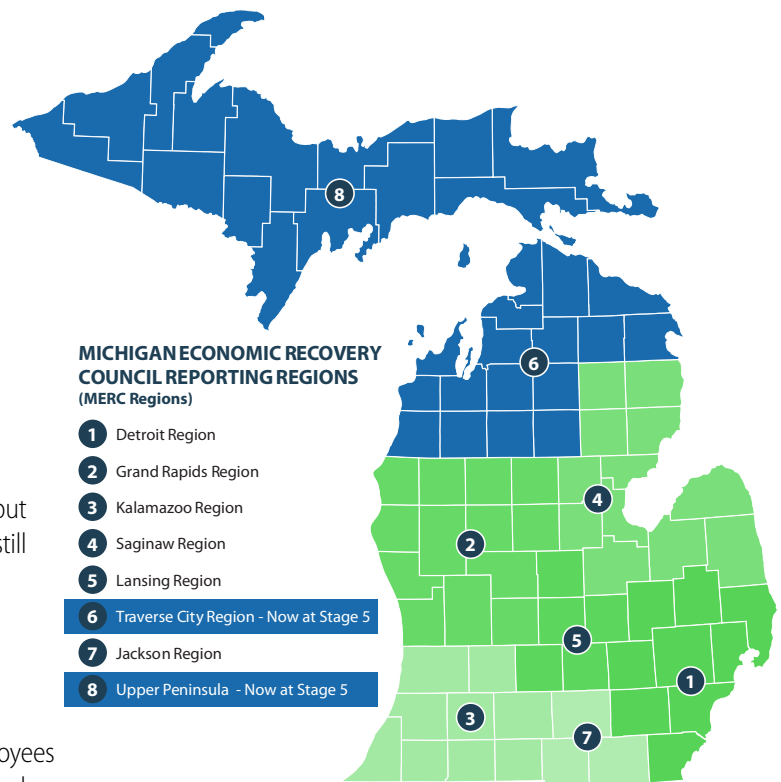 8
6
MICHIGAN ECONOMIC RECOVERY
COUNCIL REPORTING REGIONS
(MERC Regions)
1 Detroit Region
2 Grand Rapids Region
3 Kalamazoo Region
4 Saginaw Region
5 Lansing Region
6 Traverse City Region - Now at Stage 5
7 Jackson Region
8 Upper Peninsula - Now at Stage 5
4
2
5
1
3
7
still
oyees